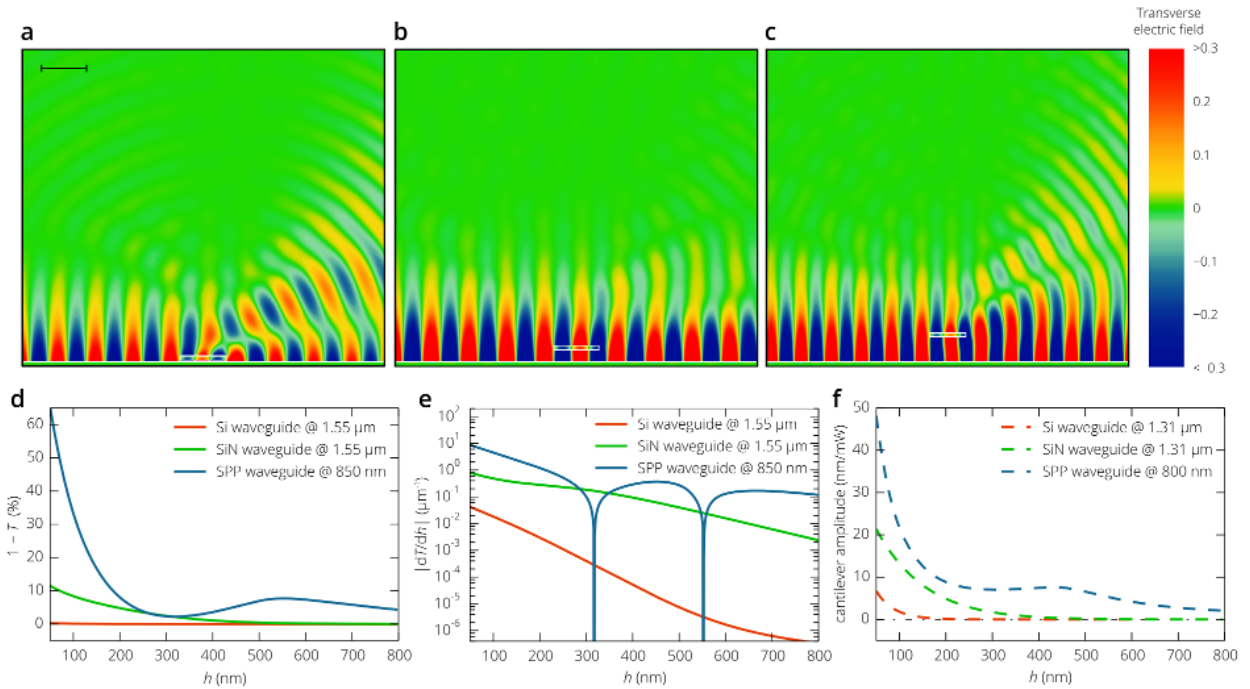 Transverse
electric field
a
b
c
>0.3
0.2
0.1
0
−0.1
−0.2
< 0.3
d
60
50
40
30
20
10
0
1 − T (%)
Si waveguide @ 1.55 μm
SiN waveguide @ 1.55 μm
SPP waveguide @ 850 nm
100 200 300 400 500 600 700 800
h (nm)
e
10² 
10¹
10⁰
10⁻¹
10⁻²
10⁻³
10⁻⁴
10⁻⁵
10⁻⁶
|dT/dh| (μm⁻¹)
Si waveguide @ 1.55 μm
SiN waveguide @ 1.55 μm
SPP waveguide @ 850 nm
100 200 300 400 500 600 700 800
h (nm)
f
50
40
30
20
10
0
cantilever amplitude (nm/mW)
Si waveguide @ 1.31 μm
SiN waveguide @ 1.31 μm
SPP waveguide @ 800 nm
100 200 300 400 500 600 700 800
h (nm)